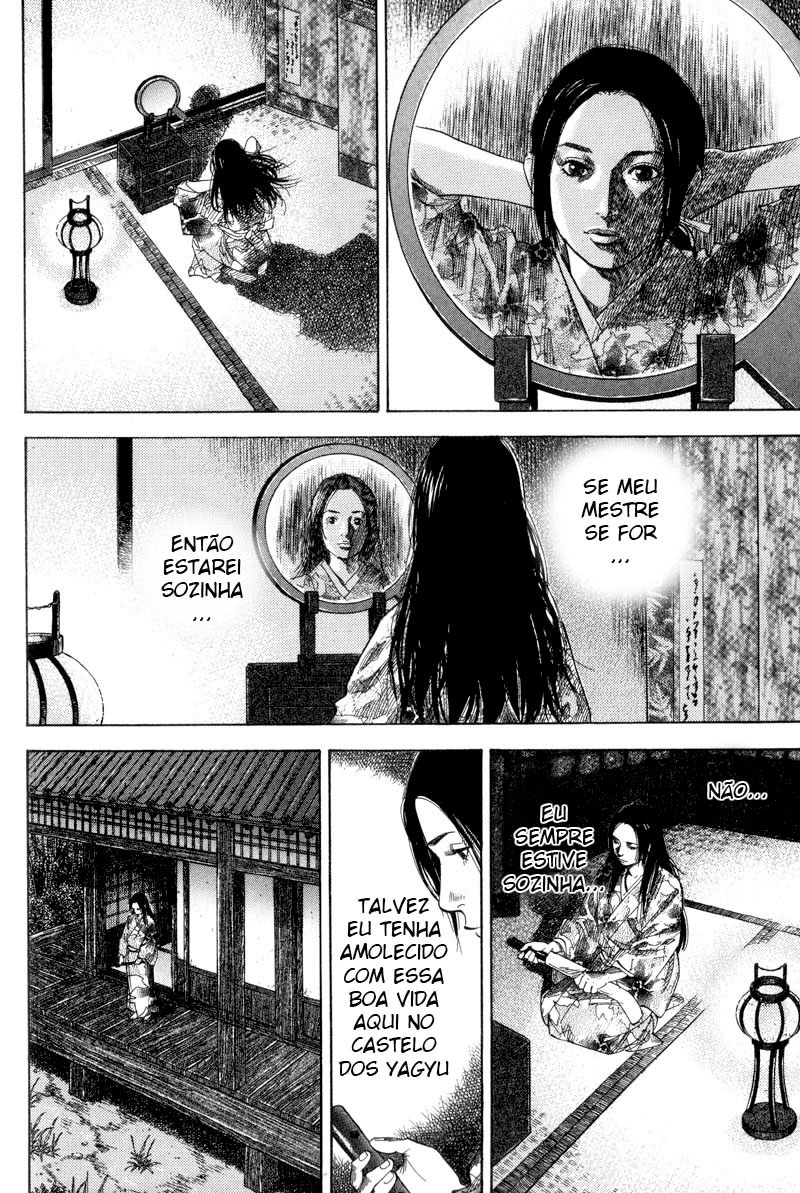 SE MEU
MESTRE
SE FOR
...
ENTÃO
ESTAREI
SOZINHA
...
NÃO...
EU
SEMPRE
ESTIVE
SOZINHA...
TALVEZ
EU TENHA
AMOLECIDO
COM ESSA
BOA VIDA
AQUI NO
CASTELO
DOS YAGYU